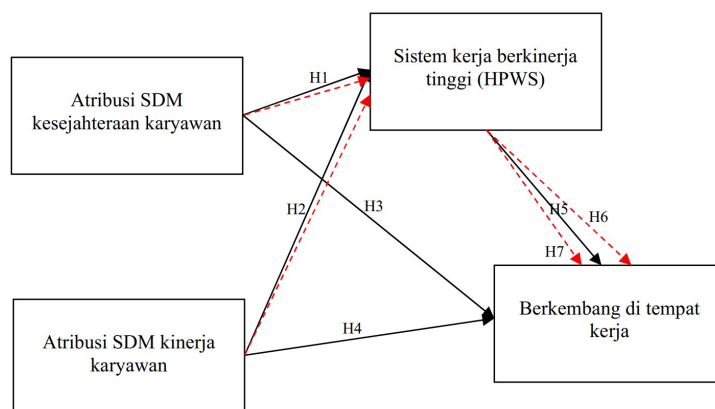 Sistem kerja berkinerja
tinggi (HPWS)
Atribusi SDM
kesejahteraan karyawan
H1
H2
H3
H5
H6
H7
Berkembang di tempat
kerja
H4
Atribusi SDM kinerja
karyawan